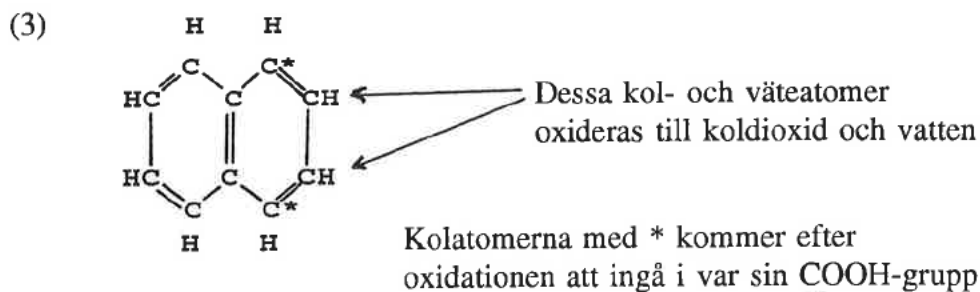 (3)
H H
C C*
HC C CH
Dessa kol- och väteatomer
oxideras till koldioxid och vatten
HC C CH
C C*
H H
Kolatomerna med * kommer efter
oxidationen att ingå i var sin COOH-grupp